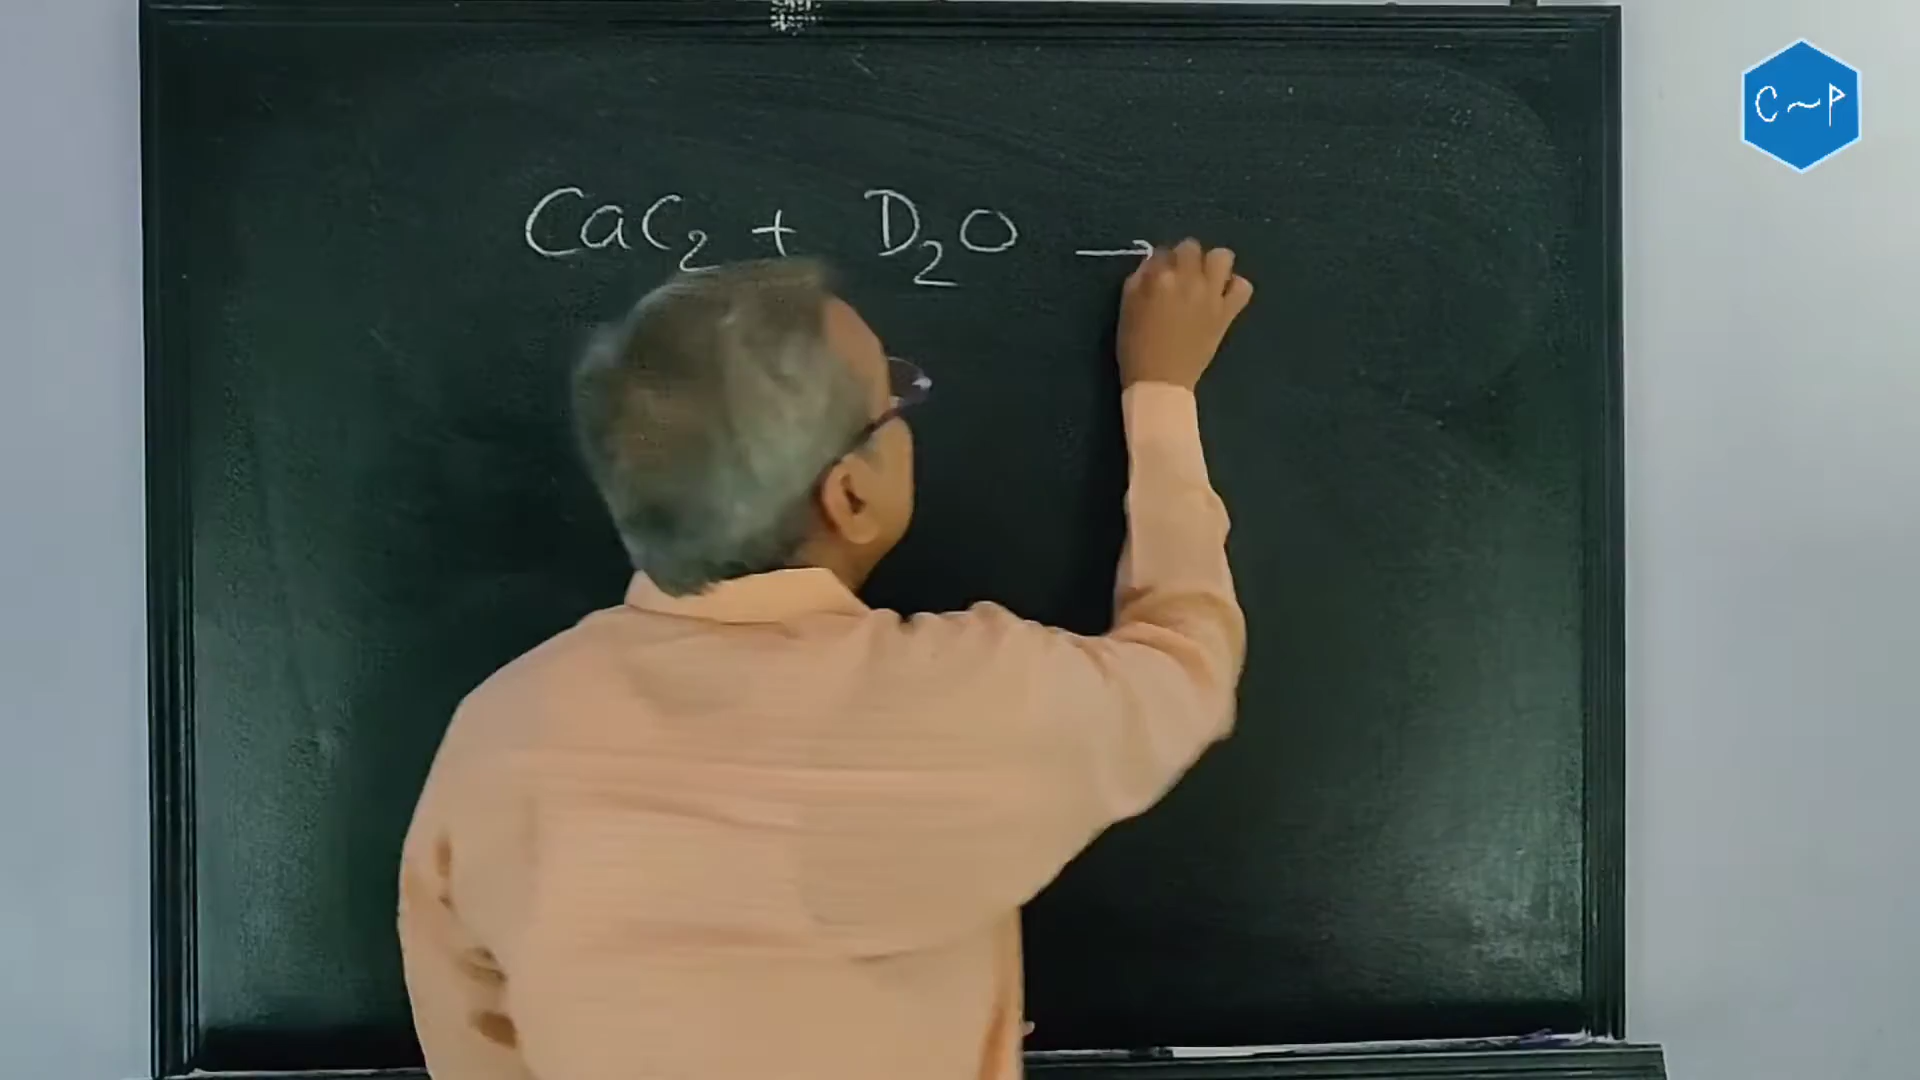 CaC₂ + D₂O →
C~P